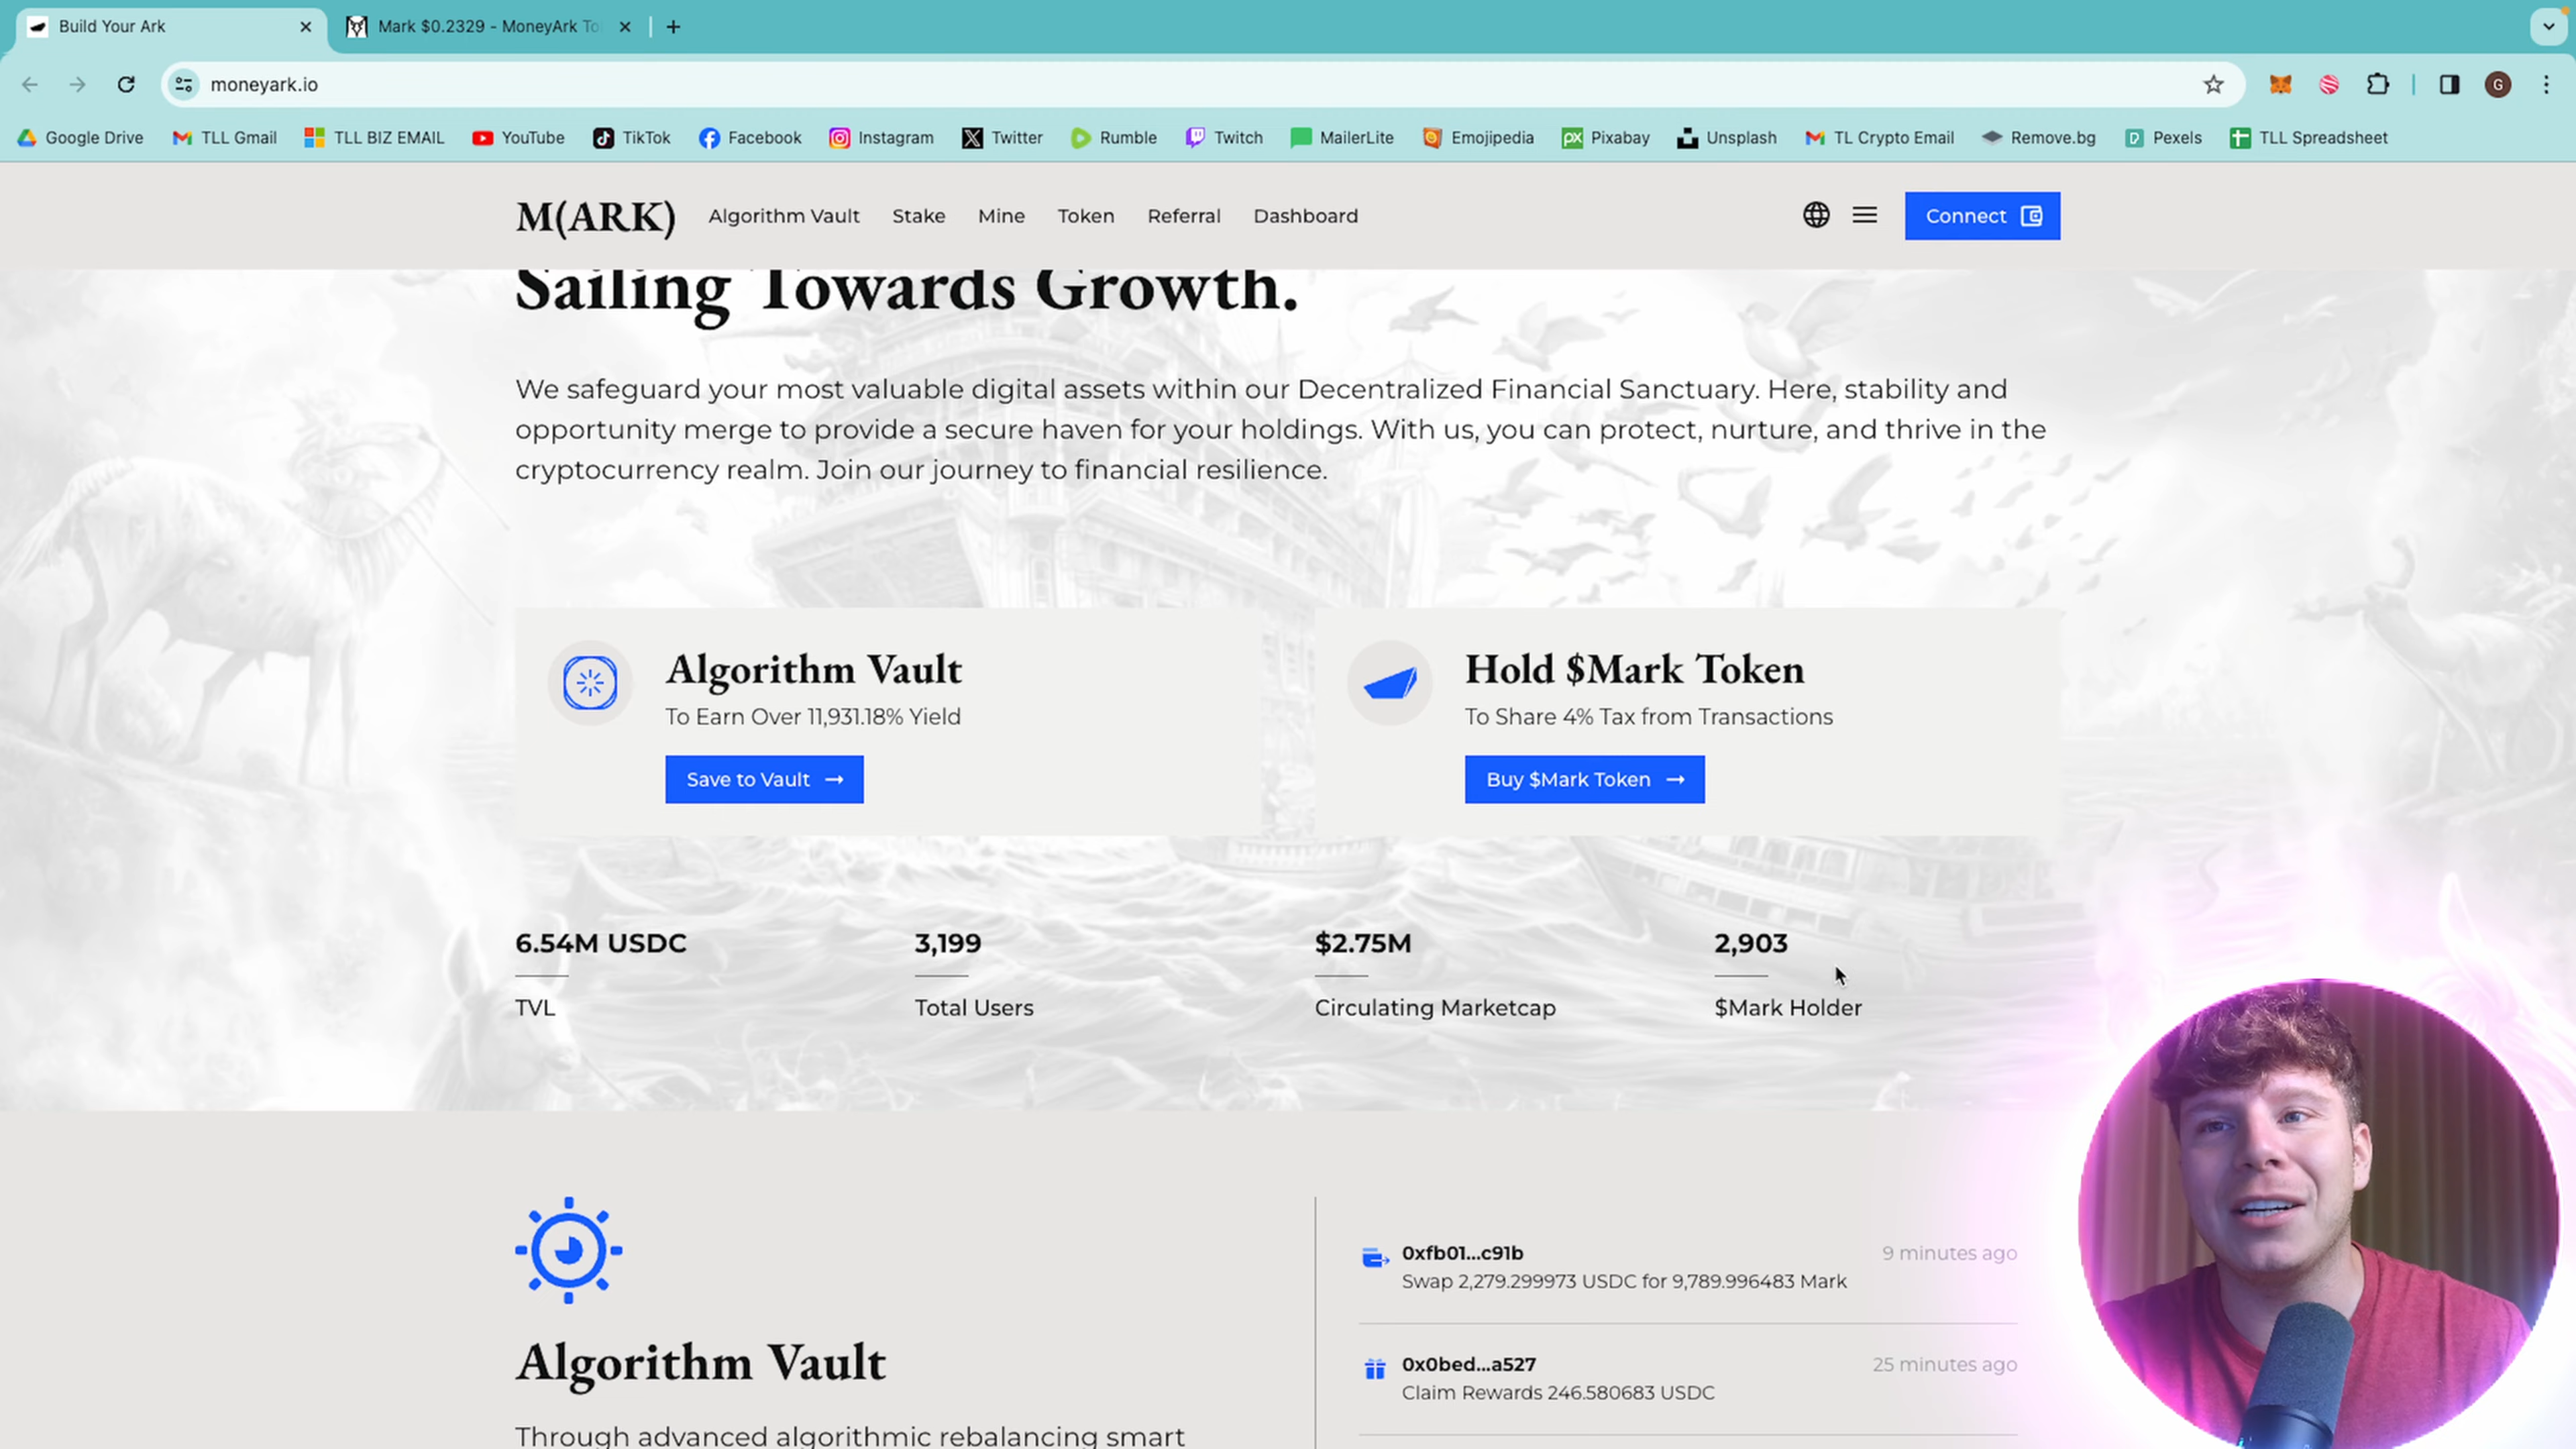 Build Your Ark
Mark $0.2329 - MoneyArk To
moneyark.io
G
Google Drive
TLL Gmail
TLL BIZ EMAIL
YouTube
TikTok
Facebook
Instagram
Twitter
Rumble
Twitch
MailerLite
Emojipedia
Pixabay
Unsplash
TL Crypto Email
Remove.bg
Pexels
TLL Spreadsheet
M(ARK)
Algorithm Vault
Stake
Mine
Token
Referral
Dashboard
Connect
Sailing Towards Growth.
We safeguard your most valuable digital assets within our Decentralized Financial Sanctuary. Here, stability and
opportunity merge to provide a secure haven for your holdings. With us, you can protect, nurture, and thrive in the
cryptocurrency realm. Join our journey to financial resilience.
Algorithm Vault
To Earn Over 11,931.18% Yield
Save to Vault →
Hold $Mark Token
To Share 4% Tax from Transactions
Buy $Mark Token →
6.54M USDC
TVL
3,199
Total Users
$2.75M
Circulating Marketcap
2,903
$Mark Holder
Algorithm Vault
Through advanced algorithmic rebalancing smart
0xfb01...c91b
9 minutes ago
Swap 2,279.299973 USDC for 9,789.996483 Mark
0x0bed...a527
25 minutes ago
Claim Rewards 246.580683 USDC